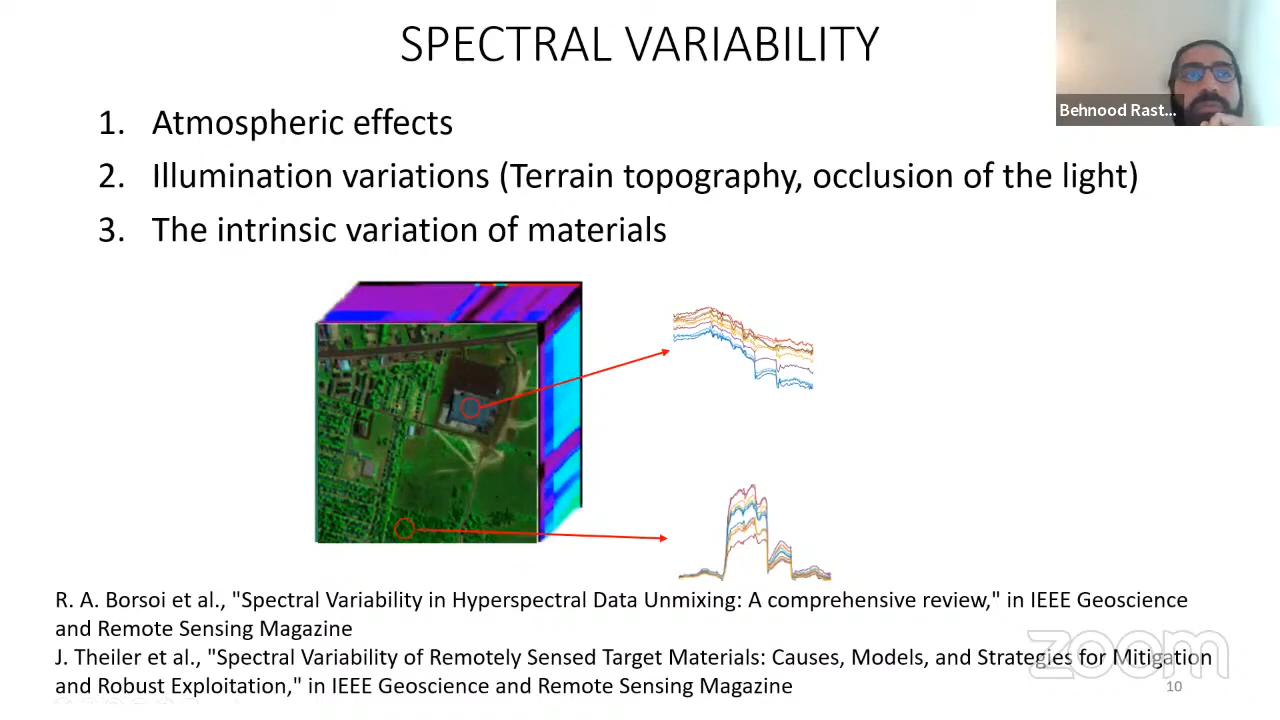 SPECTRAL VARIABILITY
Behnood Rast...
1. Atmospheric effects
2. Illumination variations (Terrain topography, occlusion of the light)
3. The intrinsic variation of materials
R. A. Borsoi et al., "Spectral Variability in Hyperspectral Data Unmixing: A comprehensive review," in IEEE Geoscience
and Remote Sensing Magazine
J. Theiler et al., "Spectral Variability of Remotely Sensed Target Materials: Causes, Models, and Strategies for Mitigation
and Robust Exploitation," in IEEE Geoscience and Remote Sensing Magazine
zoom
10